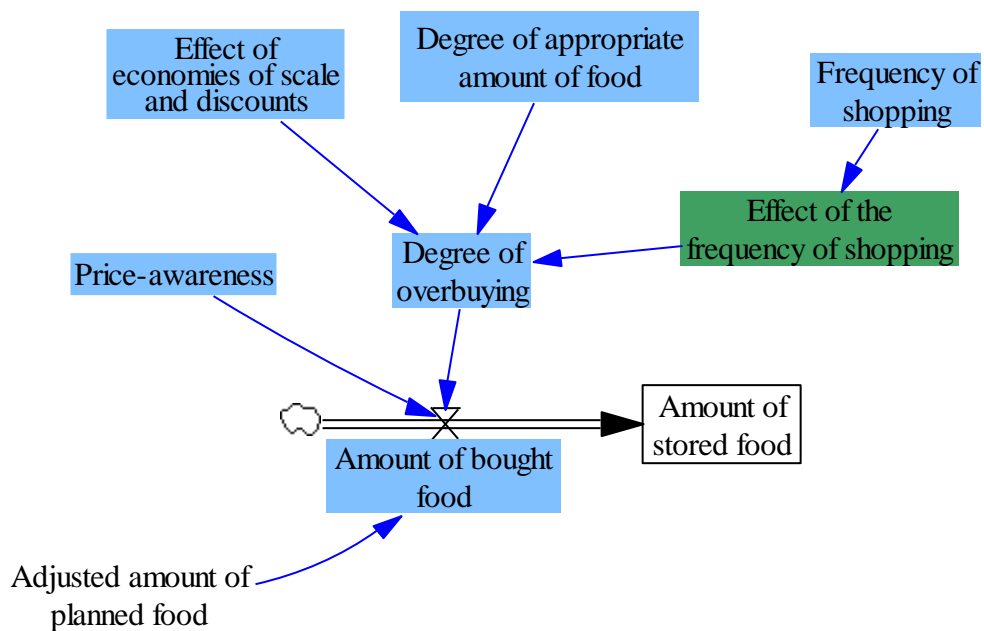 Effect of
economies of scale
and discounts
Degree of appropriate
amount of food
Frequency of
shopping
Effect of the
frequency of shopping
Degree of
overbuying
Price-awareness
Amount of
stored food
Amount of bought
food
Adjusted amount of
planned food